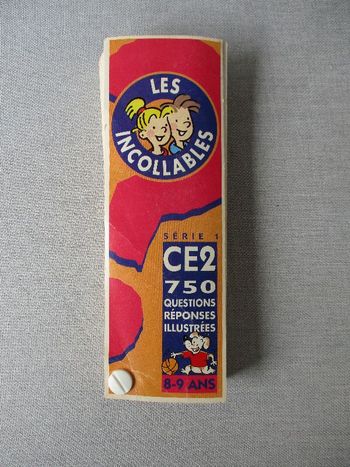 LES
INCOLLABLES
SÉRIE 1
CE2
750
QUESTIONS
RÉPONSES
ILLUSTRÉES
8-9 ANS